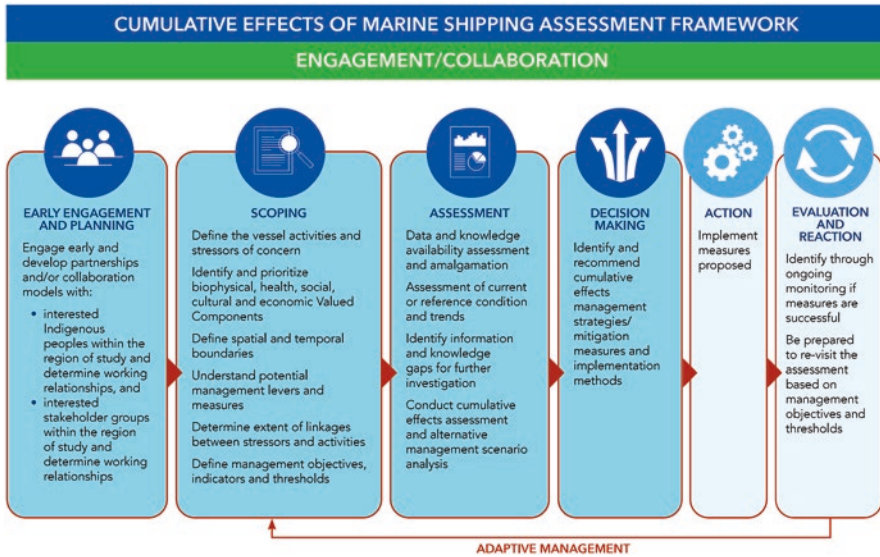 CUMULATIVE EFFECTS OF MARINE SHIPPING ASSESSMENT FRAMEWORK
ENGAGEMENT/COLLABORATION
EARLY ENGAGEMENT
AND PLANNING
Engage early and
develop partnerships
and/or collaboration
models with:
• interested
Indigenous
peoples within the
region of study and
determine working
relationships, and
• interested
stakeholder groups
within the region
of study and
determine working
relationships
SCOPING
Define the vessel activities and
stressors of concern
Identify and prioritize
biophysical, health, social,
cultural and economic Valued
Components
Define spatial and temporal
boundaries
Understand potential
management levers and
measures
Determine extent of linkages
between stressors and activities
Define management objectives,
indicators and thresholds
ASSESSMENT
Data and knowledge
availability assessment and
amalgamation
Assessment of current
or reference condition
and trends
Identify information
and knowledge
gaps for further
investigation
Conduct cumulative
effects assessment
and alternative
management scenario
analysis
DECISION
MAKING
Identify and
recommend
cumulative
effects
management
strategies/
mitigation
measures and
implementation
methods
ACTION
Implement
measures
proposed
EVALUATION
AND
REACTION
Identify through
ongoing
monitoring if
measures are
successful
Be prepared
to re-visit the
assessment
based on
management
objectives and
thresholds
ADAPTIVE MANAGEMENT